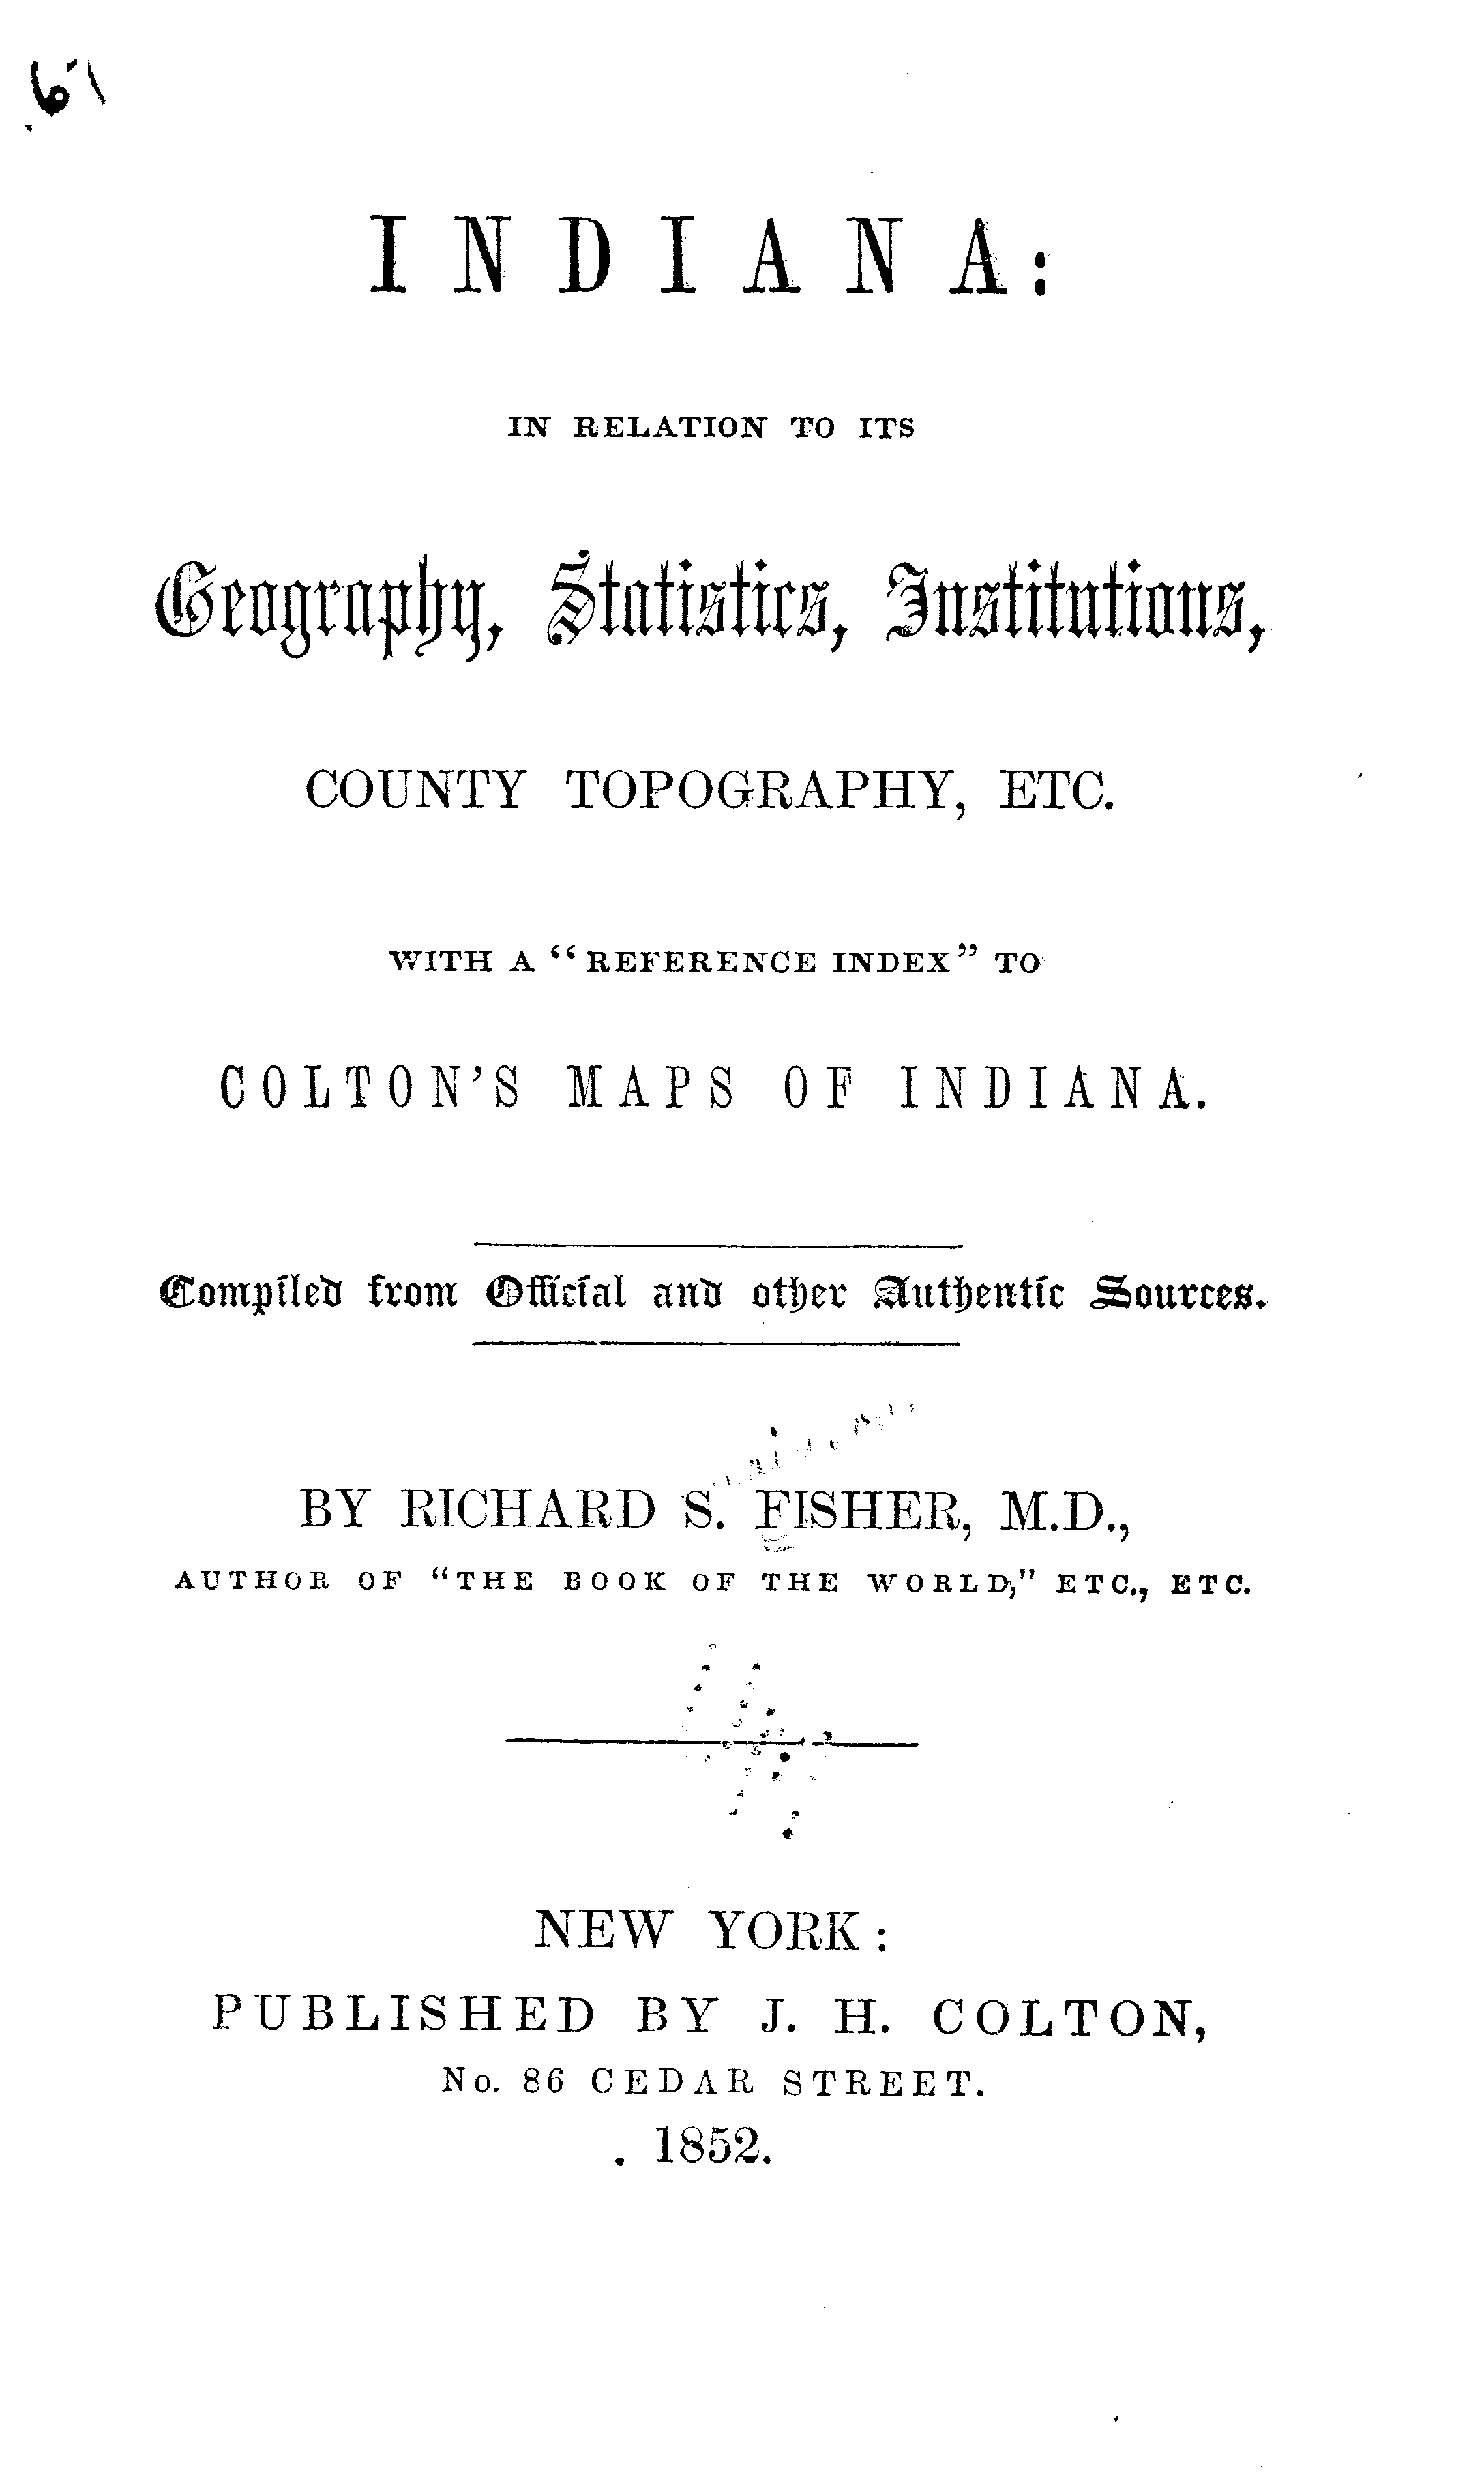 INDIANA:
IN RELATION TO ITS
Geography, Statistics, Institutions,
COUNTY TOPOGRAPHY, ETC.
WITH A “REFERENCE INDEX” TO
COLTON'S MAPS OF INDIANA.
Compiled from Official and other Authentic Sources.
BY RICHARD S. FISHER, M.D.,
AUTHOR OF "THE BOOK OF THE WORLD," ETC., ETC.
NEW YORK:
PUBLISHED BY J. H. COLTON,
No. 86 CEDAR STREET.
1852.